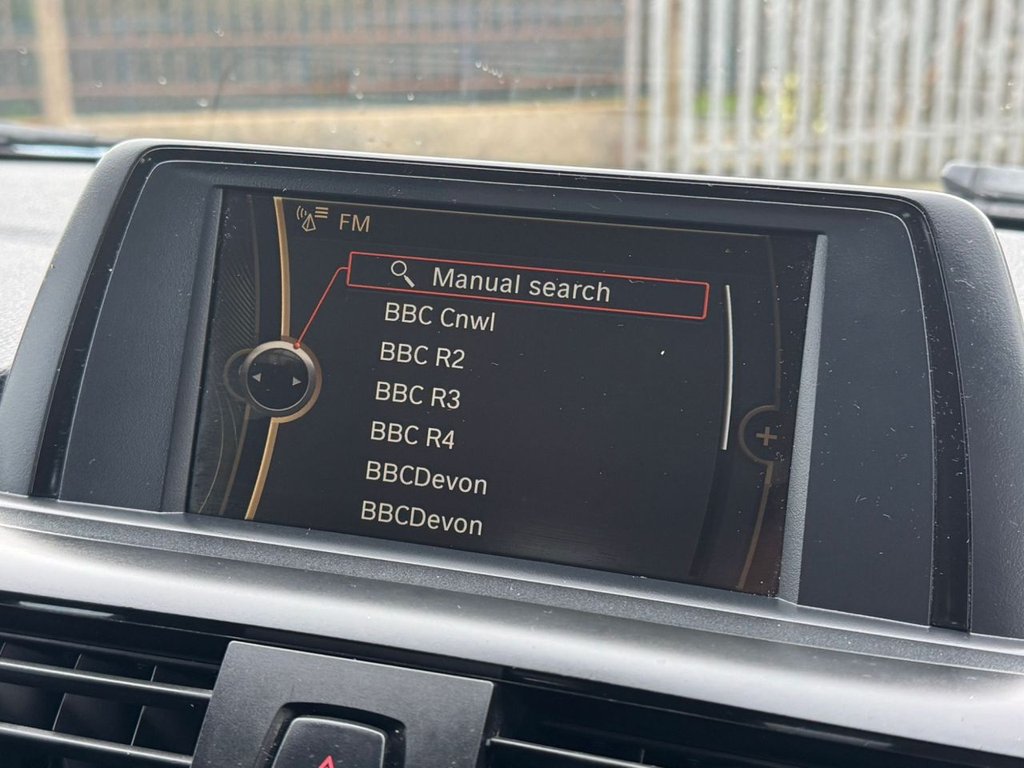 FM
Manual search
BBC Cnwl
BBC R2
BBC R3
BBC R4
BBCDevon
BBCDevon